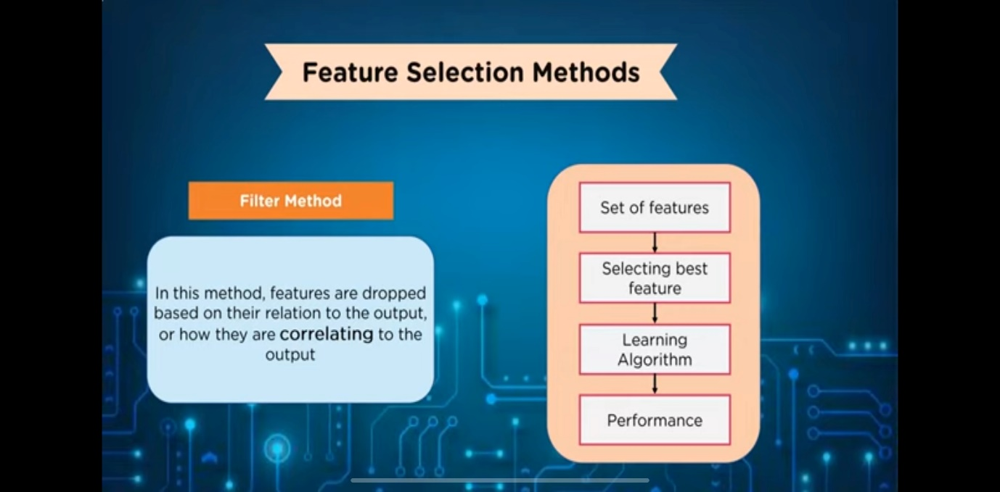 Feature Selection Methods
Filter Method
In this method, features are dropped
based on their relation to the output,
or how they are correlating to the
output
Set of features
Selecting best
feature
Learning
Algorithm
Performance